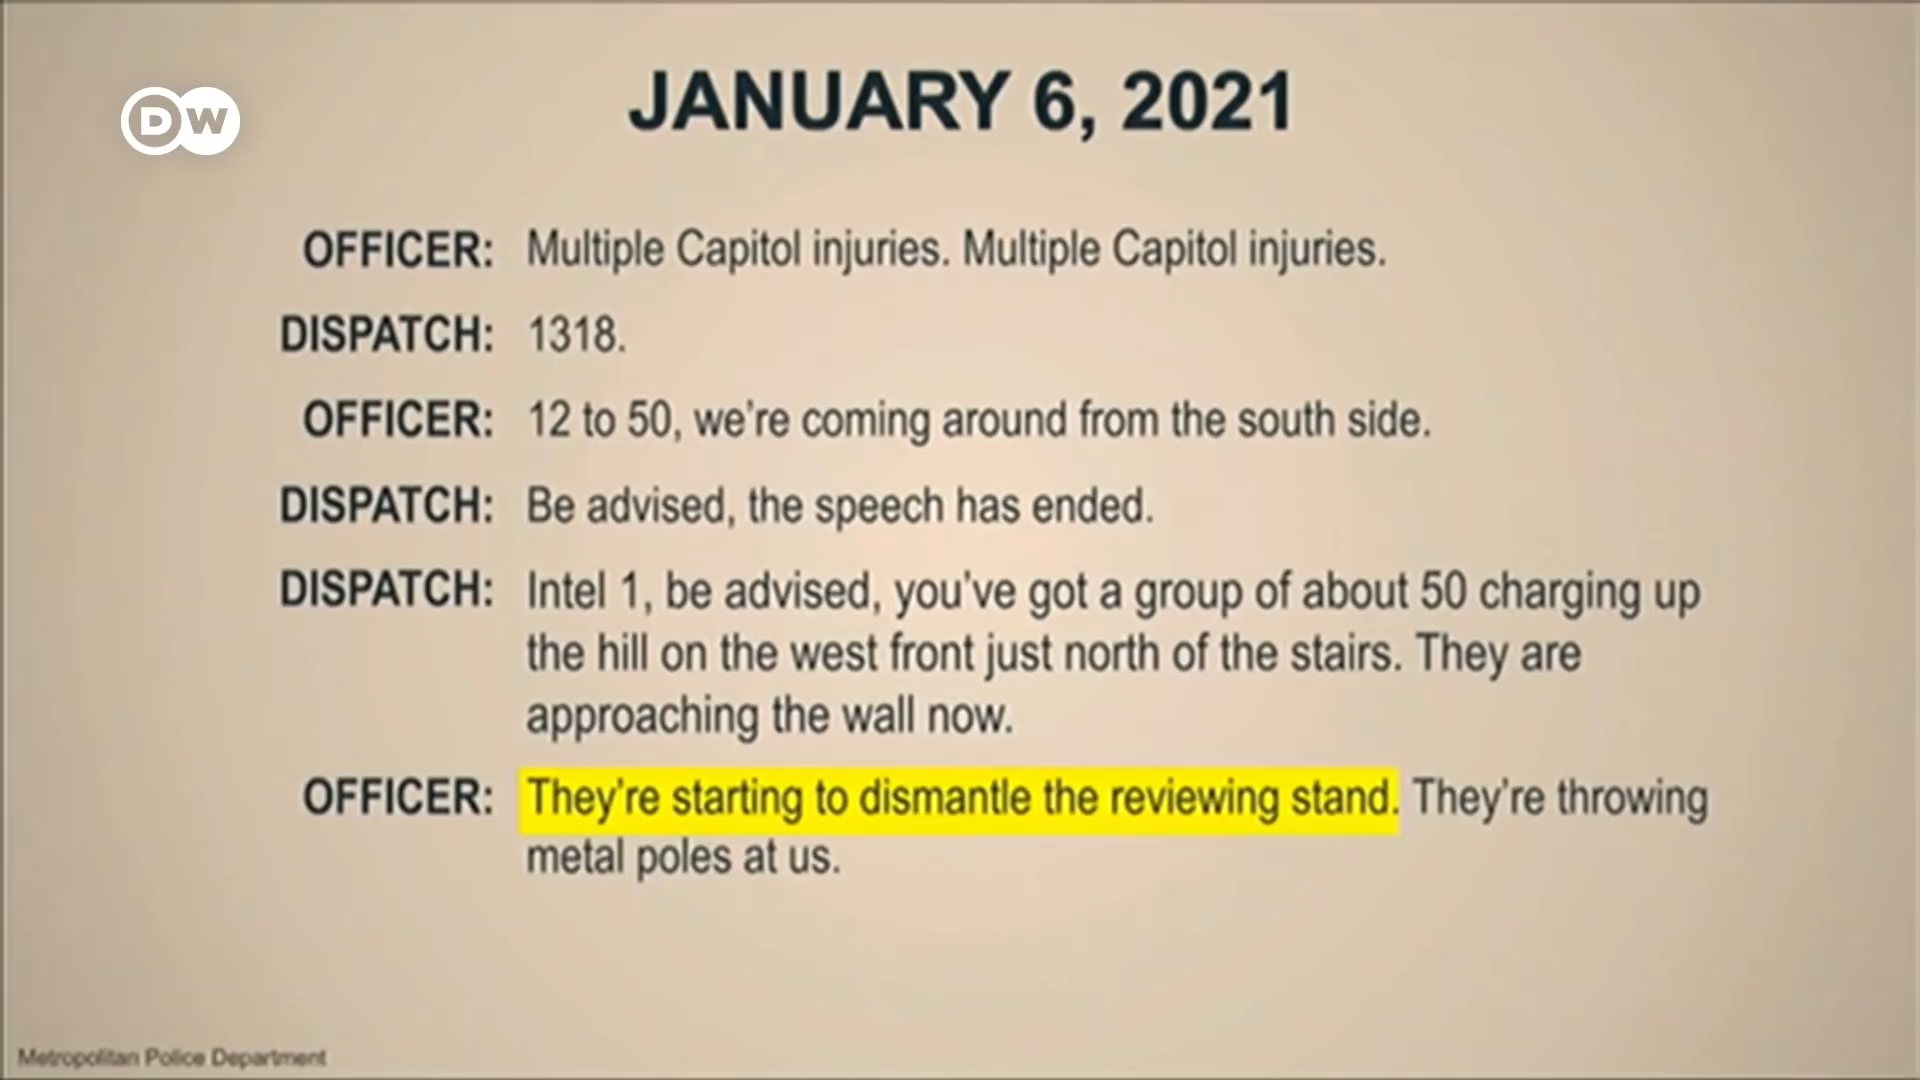 JANUARY 6, 2021
DW
OFFICER: Multiple Capitol injuries. Multiple Capitol injuries.
DISPATCH: 1318.
OFFICER: 12 to 50, we're coming around from the south side.
DISPATCH: Be advised, the speech has ended.
DISPATCH: Intel 1, be advised, you've got a group of about 50 charging up
the hill on the west front just north of the stairs. They are
approaching the wall now.
OFFICER: They're starting to dismantle the reviewing stand. They're throwing
metal poles at us.
Metropolitan Police Department